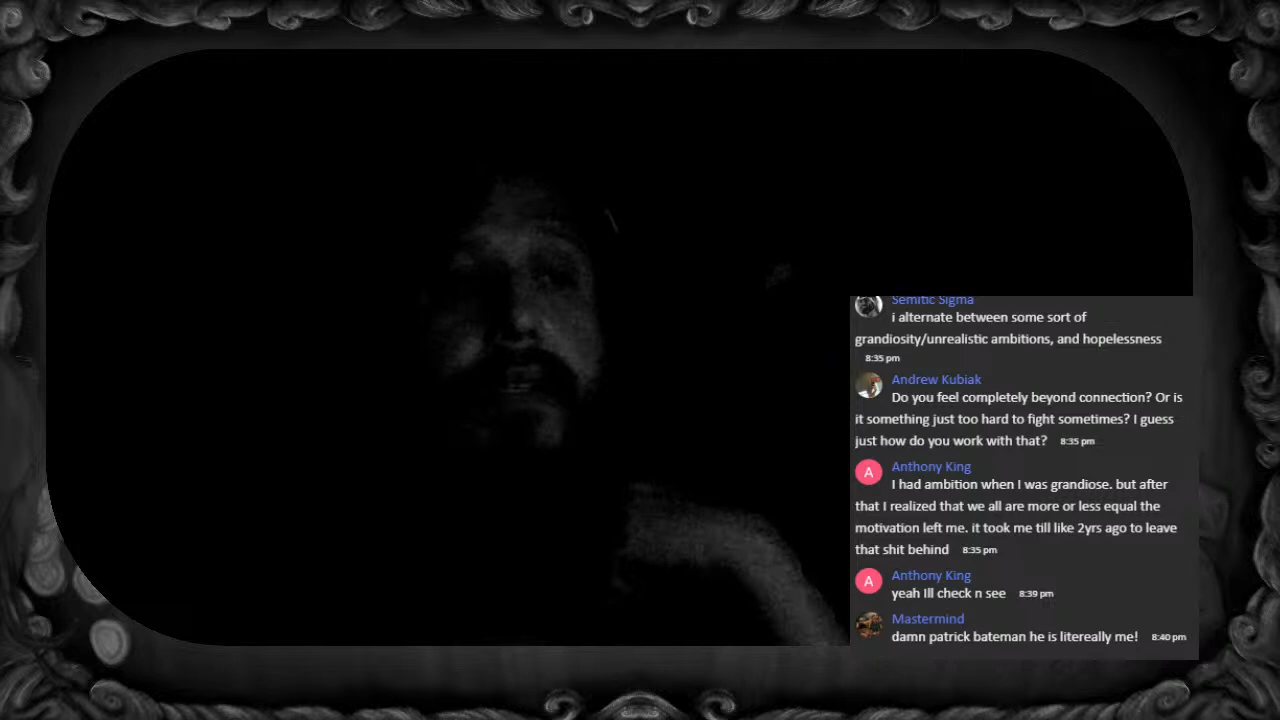 Semitic Sigma
i alternate between some sort of
grandiosity/unrealistic ambitions, and hopelessness
8:35 pm
Andrew Kubiak
Do you feel completely beyond connection? Or is
it something just too hard to fight sometimes? I guess
just how do you work with that? 8:35 pm
A
Anthony King
I had ambition when I was grandiose. but after
that I realized that we all are more or less equal the
motivation left me. it took me till like 2yrs ago to leave
that shit behind 8:35 pm
A
Anthony King
yeah Ill check n see 8:39 pm
Mastermind
damn patrick bateman he is litereally me! 8:40 pm